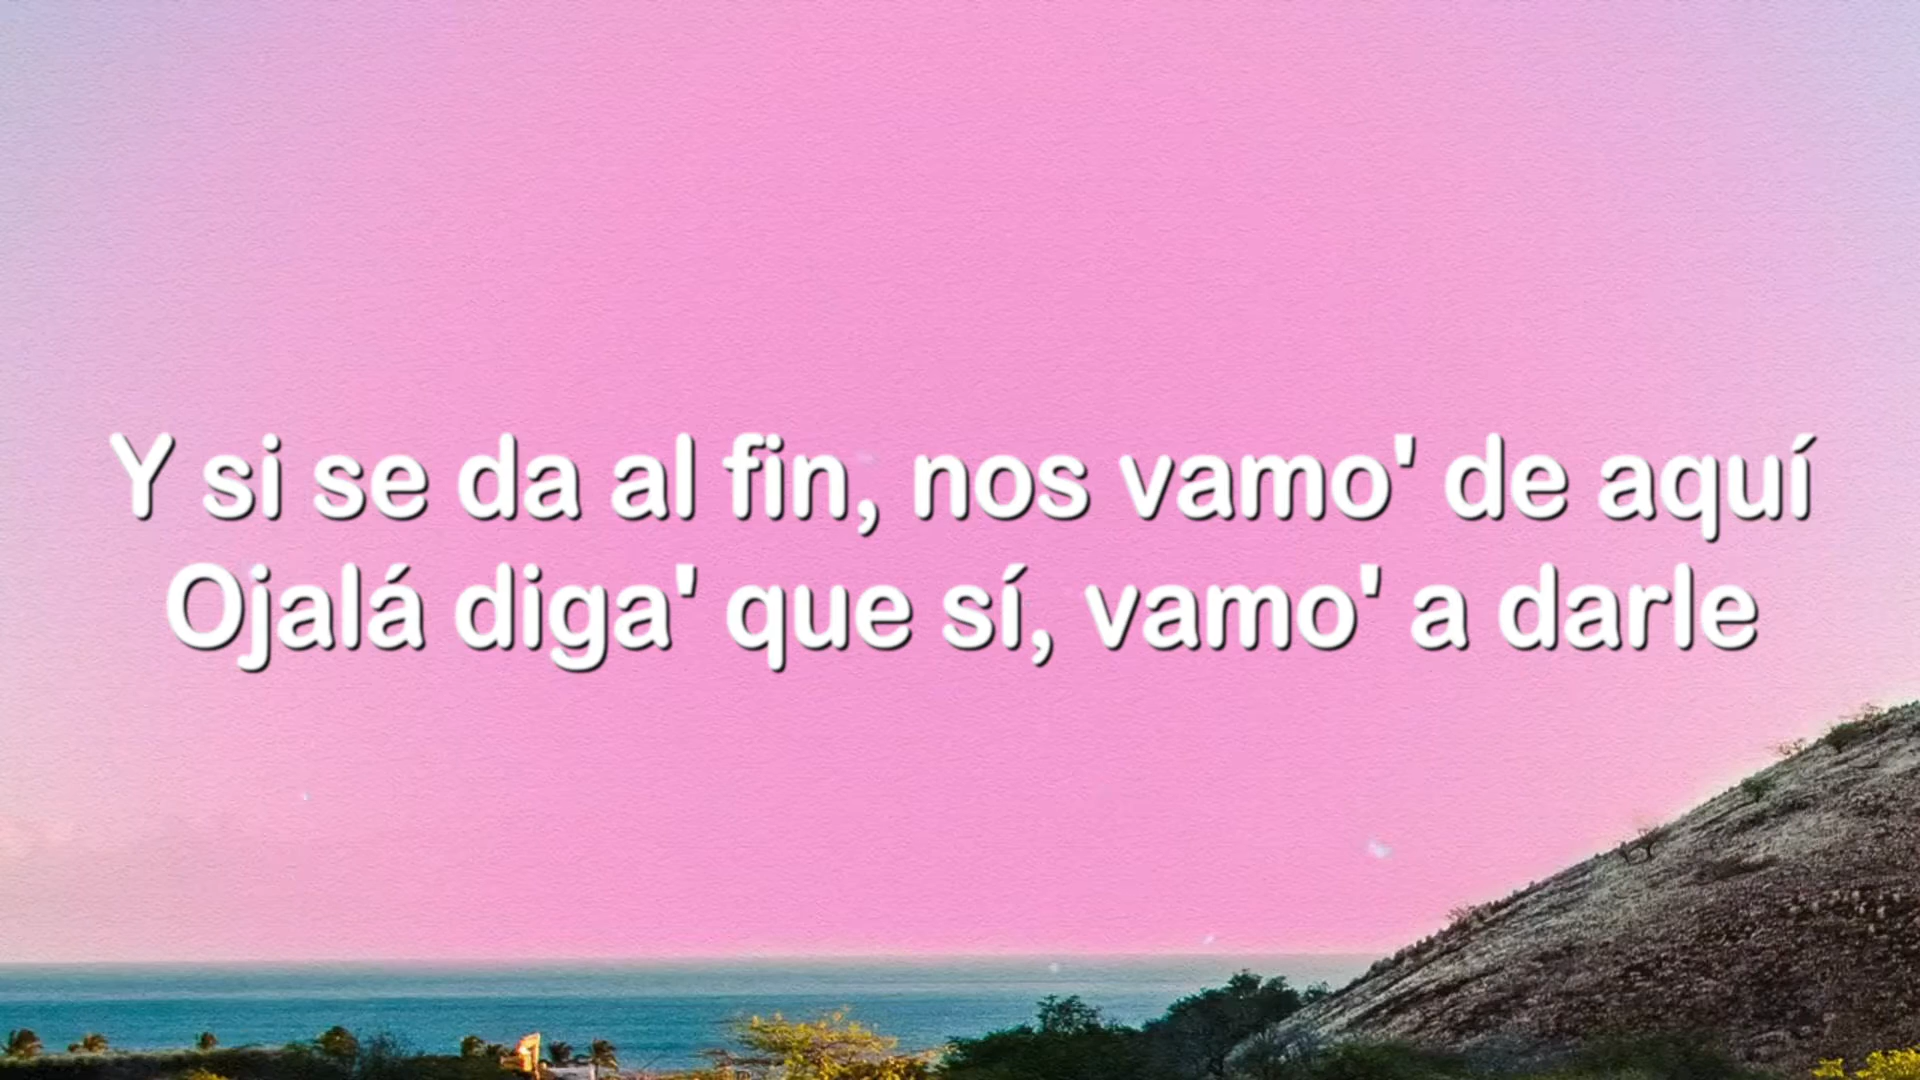 Y si se da al fin, nos vamo' de aquí
Ojalá diga' que sí, vamo' a darle